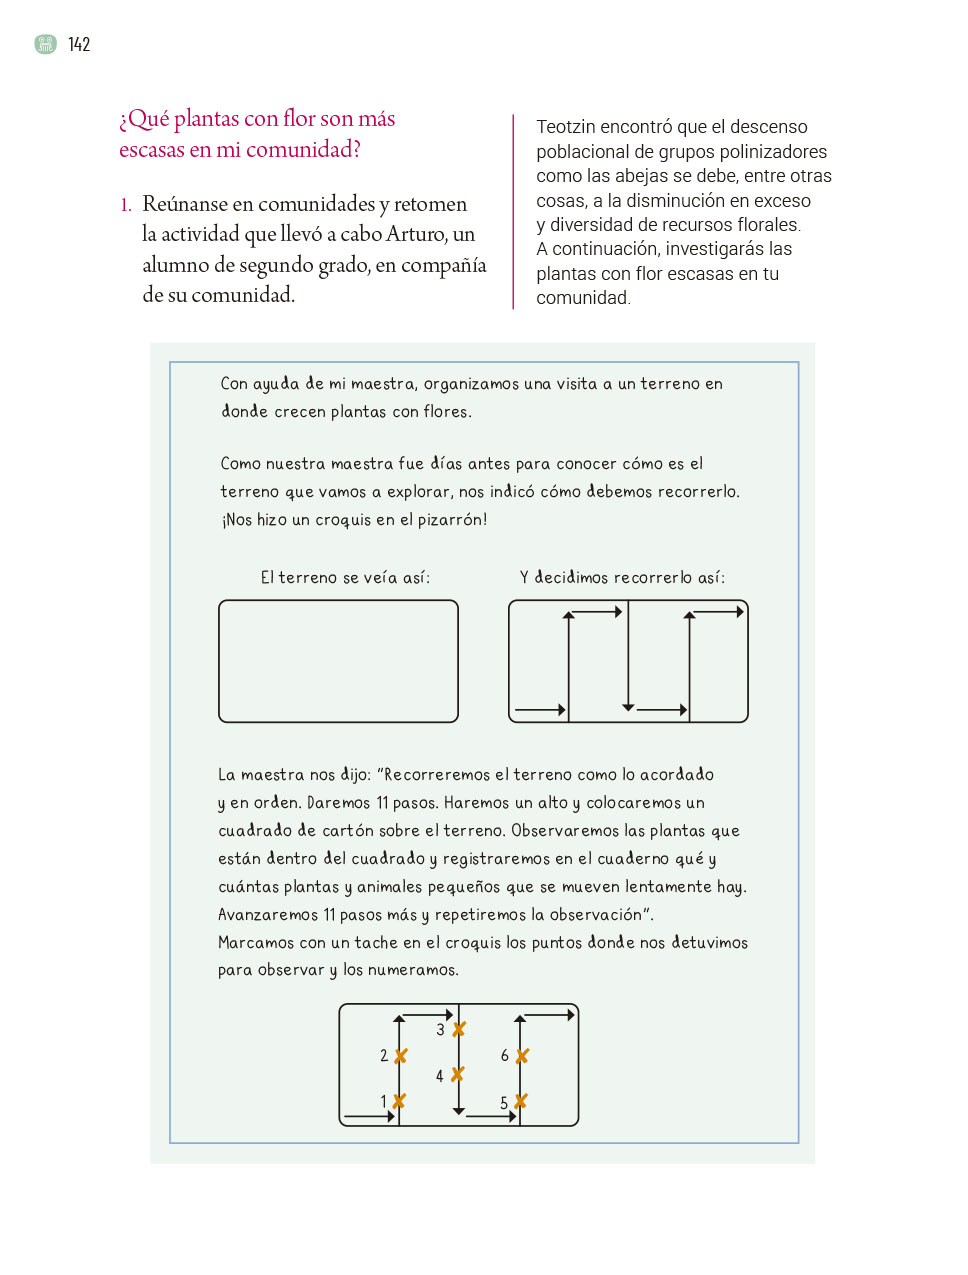 142
¿Qué plantas con flor son más
escasas en mi comunidad?
1. Reúnanse en comunidades y retomen
la actividad que llevó a cabo Arturo, un
alumno de segundo grado, en compañía
de su comunidad.
Teotzin encontró que el descenso
poblacional de grupos polinizadores
como las abejas se debe, entre otras
cosas, a la disminución en exceso
y diversidad de recursos florales.
A continuación, investigarás las
plantas con flor escasas en tu
comunidad.
Con ayuda de mi maestra, organizamos una visita a un terreno en
donde crecen plantas con flores.
Como nuestra maestra fue días antes para conocer cómo es el
terreno que vamos a explorar, nos indicó cómo debemos recorrerlo.
¡Nos hizo un croquis en el pizarrón!
El terreno se veía así:
Y decidimos recorrerlo así:
La maestra nos dijo: "Recorreremos el terreno como lo acordado
y en orden. Daremos 11 pasos. Haremos un alto y colocaremos un
cuadrado de cartón sobre el terreno. Observaremos las plantas que
están dentro del cuadrado y registraremos en el cuaderno qué y
cuántas plantas y animales pequeños que se mueven lentamente hay.
Avanzaremos 11 pasos más y repetiremos la observación".
Marcamos con un tache en el croquis los puntos donde nos detuvimos
para observar y los numeramos.
3
2
6
4
1
5